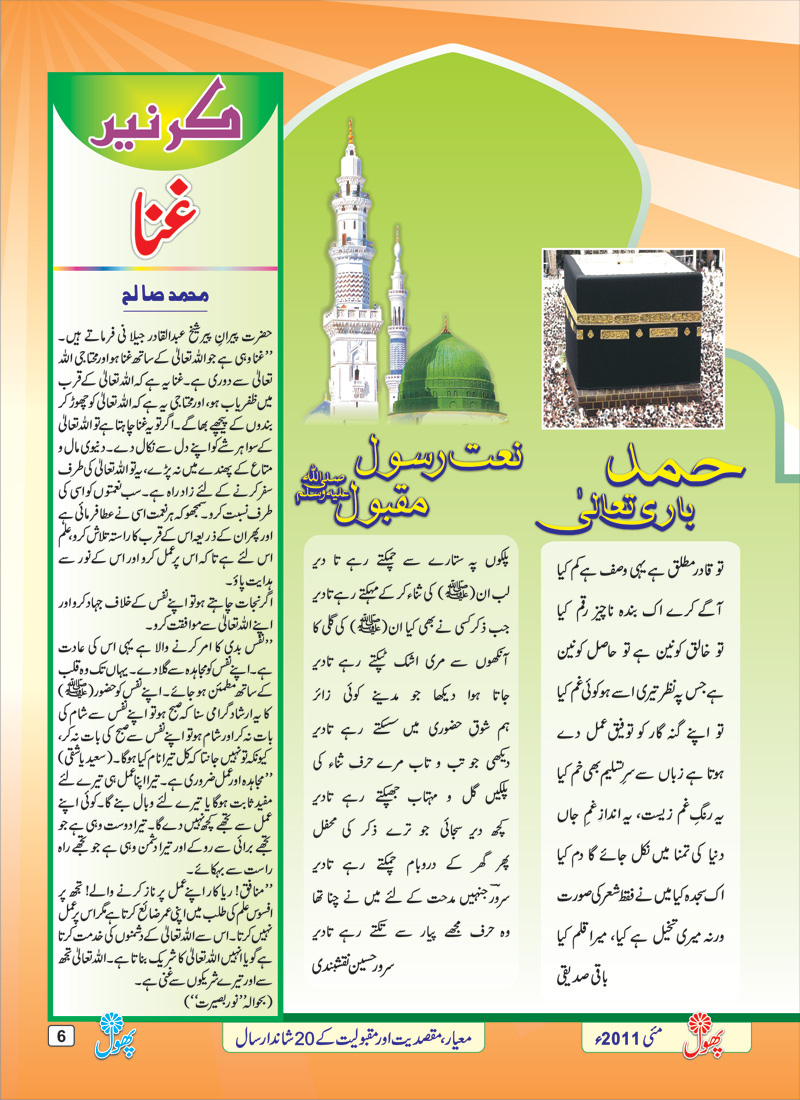 حمد
باری تعالیٰ
تو قادر مطلق ہے یہی وصف ہے کم کیا
آگے کرے اک بندہ ناچیز رقم کیا
تو خالق کونین ہے تو حاصل کونین
ہے جس پہ نظر تیری اسے ہو کوئی غم کیا
تو اپنے گنہ گار کو توفیق عمل دے
ہوتا ہے زباں سے سر تسلیم بھی خم کیا
یہ رنگِ غم زیست، یہ انداز غمِ جاں
دنیا کی تمنا میں نکل جائے گا دم کیا
اک سجدہ کیا میں نے فقط شعر کی صورت
ورنہ میری تخیل ہے کیا، میرا قلم کیا
باقی صدیقی
نعت رسول
مقبول صلی اللہ علیہ وسلم
پلکوں پہ ستارے سے چمکتے رہے تا دیر
لب ان (ﷺ) کی ثناء کر کے مہکتے رہے تادیر
جب ذکر کسی نے بھی کیا ان (ﷺ) کی گلی کا
آنکھوں سے مری اشک ٹپکتے رہے تادیر
جاتا ہوا دیکھا جو مدینے کوئی زائر
ہم شوق حضوری میں سسکتے رہے تادیر
دیکھی جو تب و تاب مرے حرف ثناء کی
پلکیں گل و مہتاب جھپکتے رہے تادیر
کچھ دیر سجائی جو ترے ذکر کی محفل
پھر گھر کے دروبام چمکتے رہے تادیر
سرورؔ جنہیں مدحت کے لئے میں نے چنا تھا
وہ حرف مجھے پیار سے تکتے رہے تادیر
سرور حسین نقشبندی
کرنیں
غنا
محمد صالح
حضرت پیرانِ پیر شیخ عبدالقادر جیلانی فرماتے ہیں۔
”غنا وہی ہے جو اللہ تعالیٰ کے ساتھ غنا ہو اور محتاجی اللہ
تعالیٰ سے دوری ہے۔ غنا یہ ہے کہ اللہ تعالیٰ کے قرب
میں ظفر یاب ہو، اور محتاجی یہ ہے کہ اللہ تعالیٰ کو چھوڑ کر
بندوں کے پیچھے بھاگے۔ اگر تو یہ غنا چاہتا ہے تو اللہ تعالیٰ
کے سوا ہر شے کو اپنے دل سے نکال دے۔ دنیوی مال و
متاع کے پھندے میں نہ پڑے، یہ تو اللہ تعالیٰ کی طرف
سفر کرنے کے لئے زاد راہ ہے۔ سب نعمتوں کو اسی کی
طرف نسبت کرو۔ سمجھو کہ ہر نعمت اسی نے عطا فرمائی ہے
اور پھر ان کے ذریعہ اس کے قرب کا راستہ تلاش کرو، علم
اس لئے ہے تا کہ اس پر عمل کرو اور اس کے نور سے
ہدایت پاؤ۔
اگر نجات چاہتے ہو تو اپنے نفس کے خلاف جہاد کرو اور
اپنے اللہ تعالیٰ سے موافقت کرو۔
”نفس بدی کا امر کرنے والا ہے یہی اس کی عادت
ہے۔ اپنے نفس کو مجاہدہ سے گلا دے۔ یہاں تک وہ قلب
کے ساتھ مطمئن ہو جائے۔ اپنے نفس کو حضور (ﷺ)
کا یہ ارشاد گرامی سنا کہ صبح ہو تو اپنے نفس سے شام کی
بات نہ کر اور شام ہو تو اپنے نفس سے صبح کی بات نہ کر،
کیونکہ تو نہیں جانتا کہ کل تیرا نام کیا ہوگا۔ (سعید ہاشمی)
”مجاہدہ اور عمل ضروری ہے۔ تیرا اپنا عمل ہی تیرے لئے
مفید ثابت ہوگا یا تیرے لئے وبال بنے گا۔ کوئی اپنے
عمل سے تجھے کچھ نہیں دے گا۔ تیرا دوست وہی ہے جو
تجھے برائی سے روکے اور تیرا دشمن وہی ہے جو تجھے راہ
راست سے بہکائے۔
”منافق! ریا کار اپنے عمل پر ناز کرنے والے! تجھ پر
افسوس علم کی طلب میں اپنی عمر ضائع کرتا ہے مگر اس پر عمل
نہیں کرتا۔ اس سے اللہ تعالیٰ کے دشمنوں کی خدمت کرتا
ہے گویا انہیں اللہ تعالیٰ کا شریک بناتا ہے۔ اللہ تعالیٰ تجھ
سے اور تیرے شریکوں سے غنی ہے۔
(بحوالہ ”نور بصیرت“)
پھول
مئی 2011ء
معیار، مقصدیت اور مقبولیت کے 20 شاندار سال
پھول
6